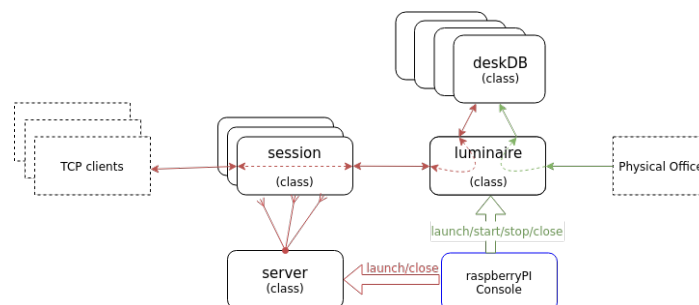 deskDB
(class)
TCP clients
session
(class)
luminaire
(class)
Physical Office
launch/start/stop/close
server
(class)
launch/close
raspberryPI
Console